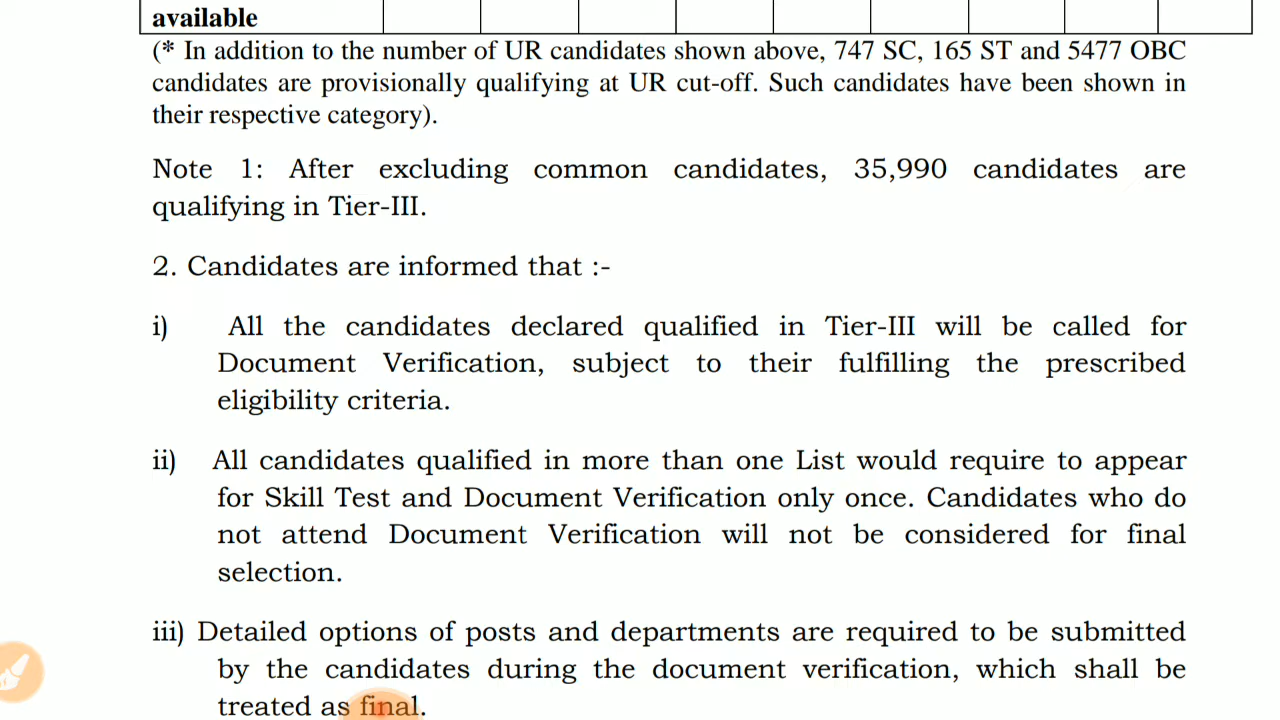 available
(* In addition to the number of UR candidates shown above, 747 SC, 165 ST and 5477 OBC
candidates are provisionally qualifying at UR cut-off. Such candidates have been shown in
their respective category).
Note 1: After excluding common candidates, 35,990 candidates are
qualifying in Tier-III.
2. Candidates are informed that :-
i) All the candidates declared qualified in Tier-III will be called for
Document Verification, subject to their fulfilling the prescribed
eligibility criteria.
ii) All candidates qualified in more than one List would require to appear
for Skill Test and Document Verification only once. Candidates who do
not attend Document Verification will not be considered for final
selection.
iii) Detailed options of posts and departments are required to be submitted
by the candidates during the document verification, which shall be
treated as final.